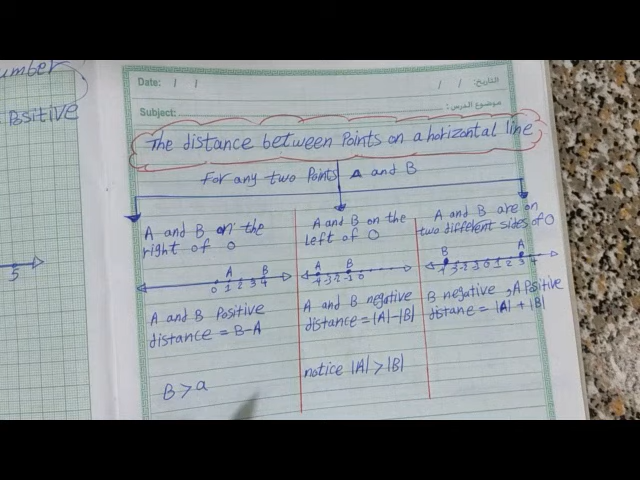 umber
Positive
5
Date: / /
/ / التاريخ:
Subject:
موضوع الدرس:
The distance between Points on a horizontal line
For any two Points A and B
A and B on the
right of 0
A B
0 1 2 3 4
A and B Positive
distance = B-A
B > a
A and B on the
left of 0
A B
-4 -3 -2 -1 0
A and B negative
distance = |A| - |B|
notice |A| > |B|
A and B are on
two different sides of 0
B A
-4 -3 -2 -1 0 1 2 3 4
B negative, A Positive
distane = |A| + |B|